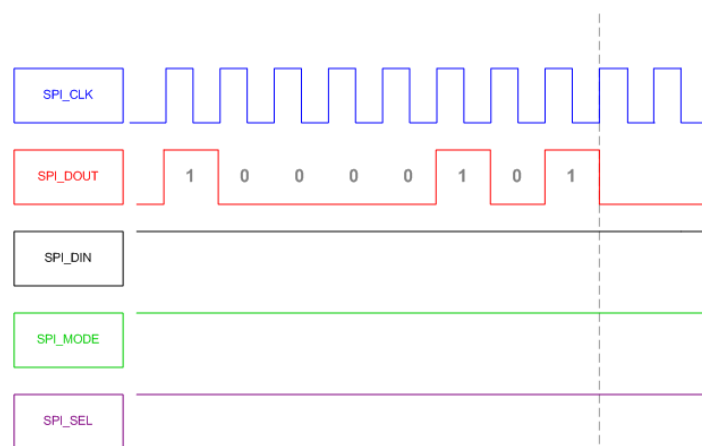 SPI_CLK
SPI_DOUT
1 0 0 0 0 1 0 1
SPI_DIN
SPI_MODE
SPI_SEL